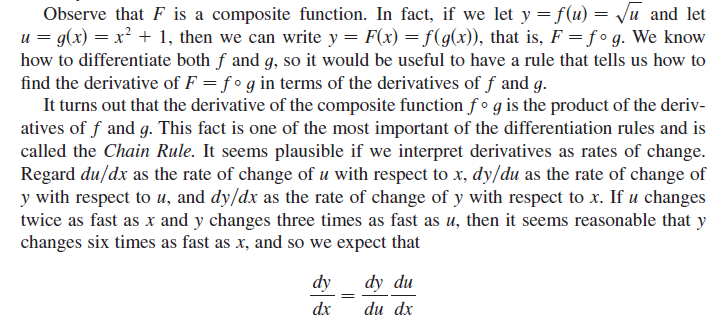 Observe that F is a composite function. In fact, if we let y = f(u) = √u and let
u = g(x) = x² + 1, then we can write y = F(x) = f(g(x)), that is, F = f ∘ g. We know
how to differentiate both f and g, so it would be useful to have a rule that tells us how to
find the derivative of F = f ∘ g in terms of the derivatives of f and g.
It turns out that the derivative of the composite function f ∘ g is the product of the deriv-
atives of f and g. This fact is one of the most important of the differentiation rules and is
called the Chain Rule. It seems plausible if we interpret derivatives as rates of change.
Regard du/dx as the rate of change of u with respect to x, dy/du as the rate of change of
y with respect to u, and dy/dx as the rate of change of y with respect to x. If u changes
twice as fast as x and y changes three times as fast as u, then it seems reasonable that y
changes six times as fast as x, and so we expect that
dy/dx = dy/du du/dx